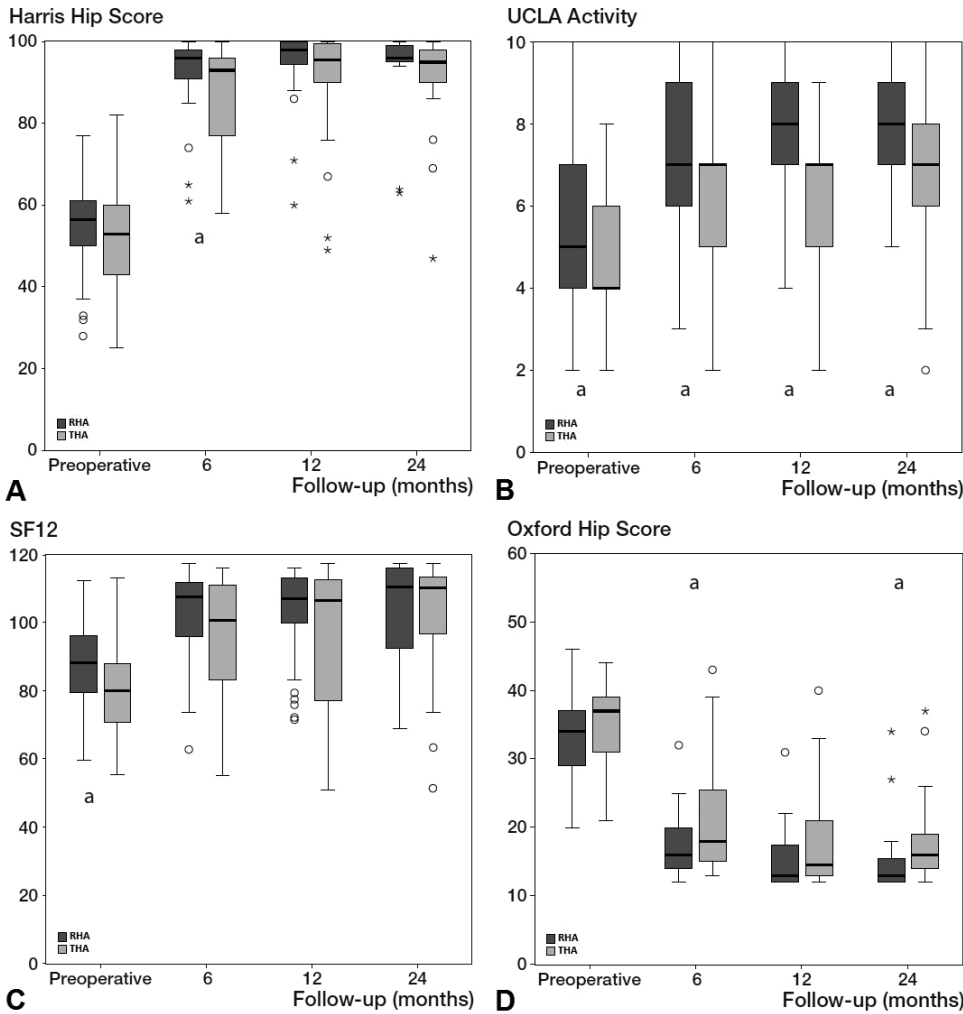 Harris Hip Score
100
80
60
40
20
0
a
RHA
THA
Preoperative 6 12 24
Follow-up (months)
A
UCLA Activity
10
8
6
4
2
0
a a a a
RHA
THA
Preoperative 6 12 24
Follow-up (months)
B
SF12
120
100
80
60
40
20
0
a
RHA
THA
Preoperative 6 12 24
Follow-up (months)
C
Oxford Hip Score
60
50
40
30
20
10
0
a a
RHA
THA
Preoperative 6 12 24
Follow-up (months)
D